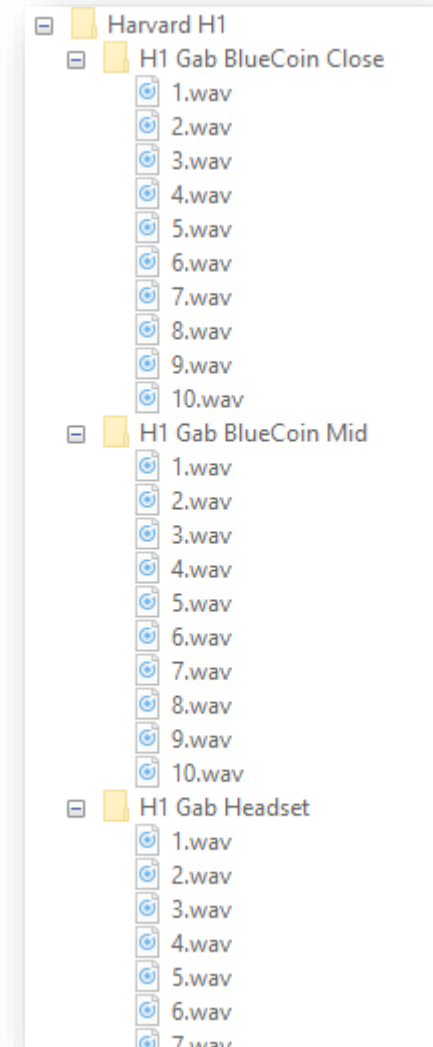 Harvard H1
H1 Gab BlueCoin Close
1.wav
2.wav
3.wav
4.wav
5.wav
6.wav
7.wav
8.wav
9.wav
10.wav
H1 Gab BlueCoin Mid
1.wav
2.wav
3.wav
4.wav
5.wav
6.wav
7.wav
8.wav
9.wav
10.wav
H1 Gab Headset
1.wav
2.wav
3.wav
4.wav
5.wav
6.wav
7.wav